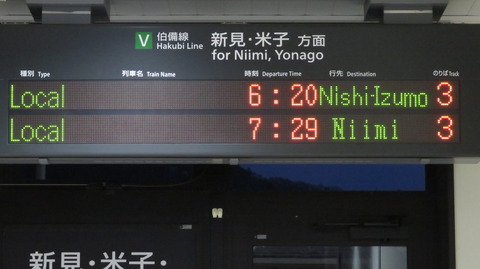 V 伯備線 新見・米子 方面
Hakubi Line for Niimi, Yonago
種別 Type 列車名 Train Name 時刻 Departure Time 行先 Destination のりば Track
Local 6:20 Nishi-Izumo 3
Local 7:29 Niimi 3
新見・米子・